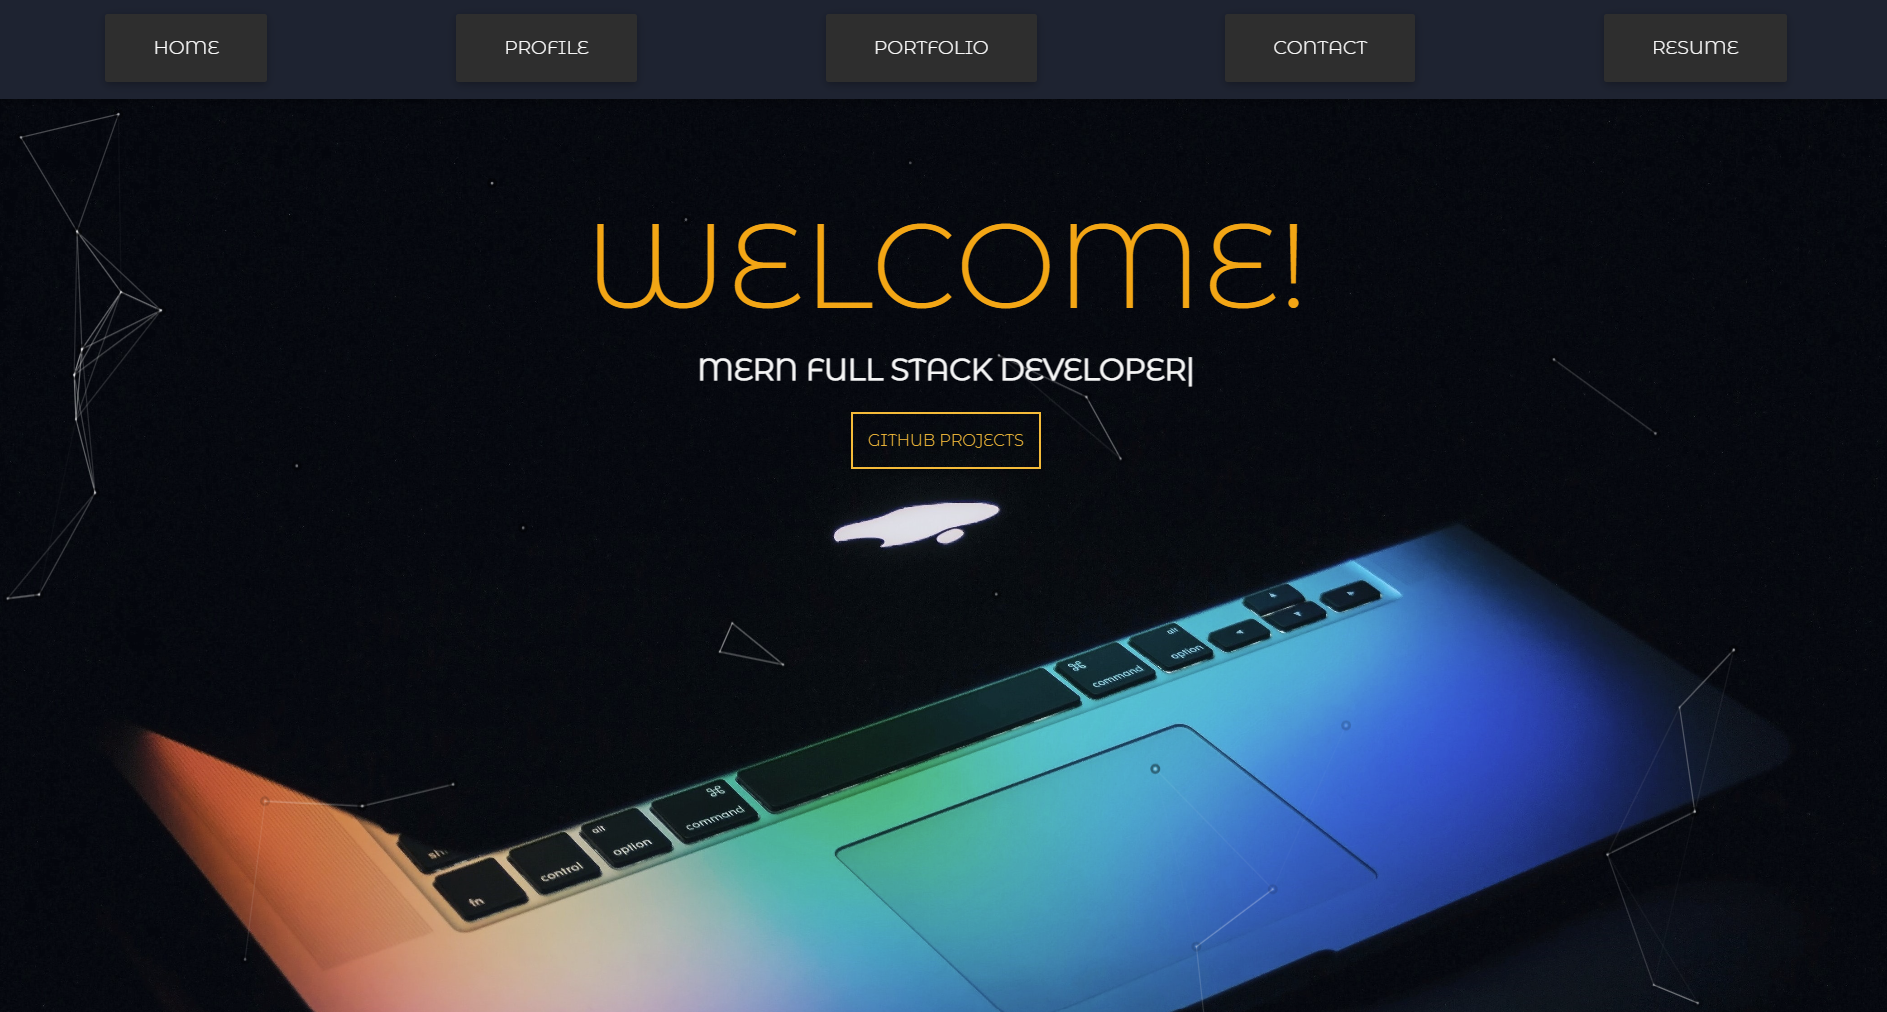 HOME
PROFILE
PORTFOLIO
CONTACT
RESUME
WELCOME!
MERN FULL STACK DEVELOPER|
GITHUB PROJECTS
alt
option
⌘
command
⌘
command
alt
option
control
fn